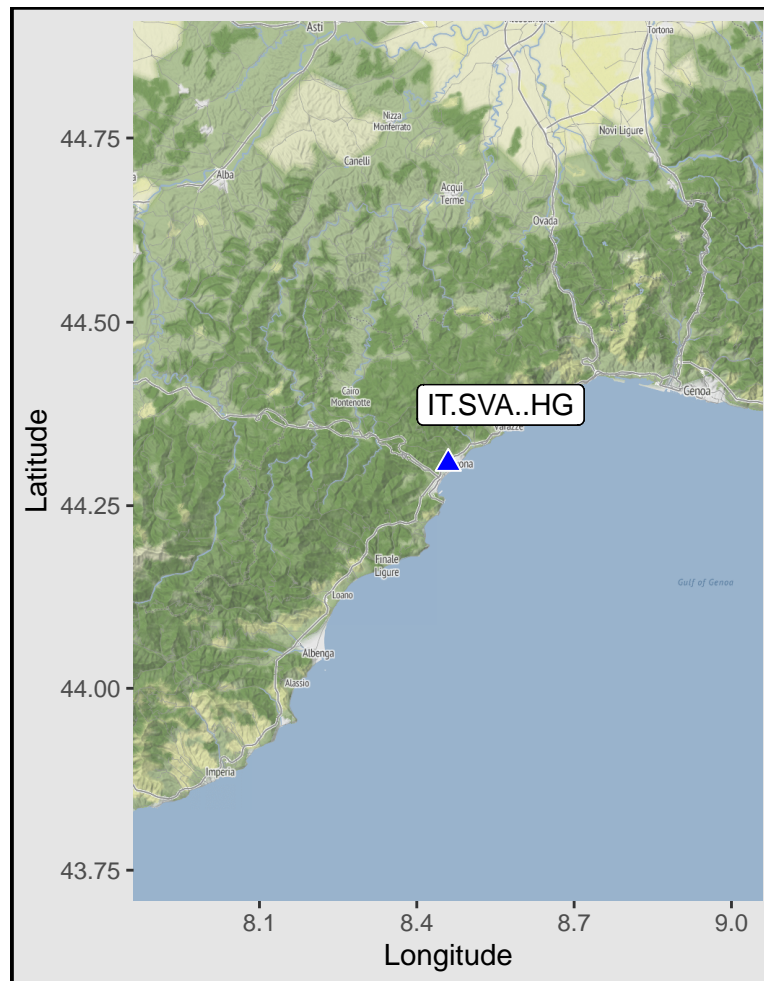 Asti
Tortona
44.75
Nizza
Monferrato
Novi Ligure
Canelli
Alba
Acqui
Terme
Ovada
44.50
Cairo
Montenotte
IT.SVA..HG
Genoa
Varazze
Latitude
44.25
Finale
Ligure
Gulf of Genoa
Loano
Albenga
44.00
Alassio
Imperia
43.75
8.1
8.4
8.7
9.0
Longitude